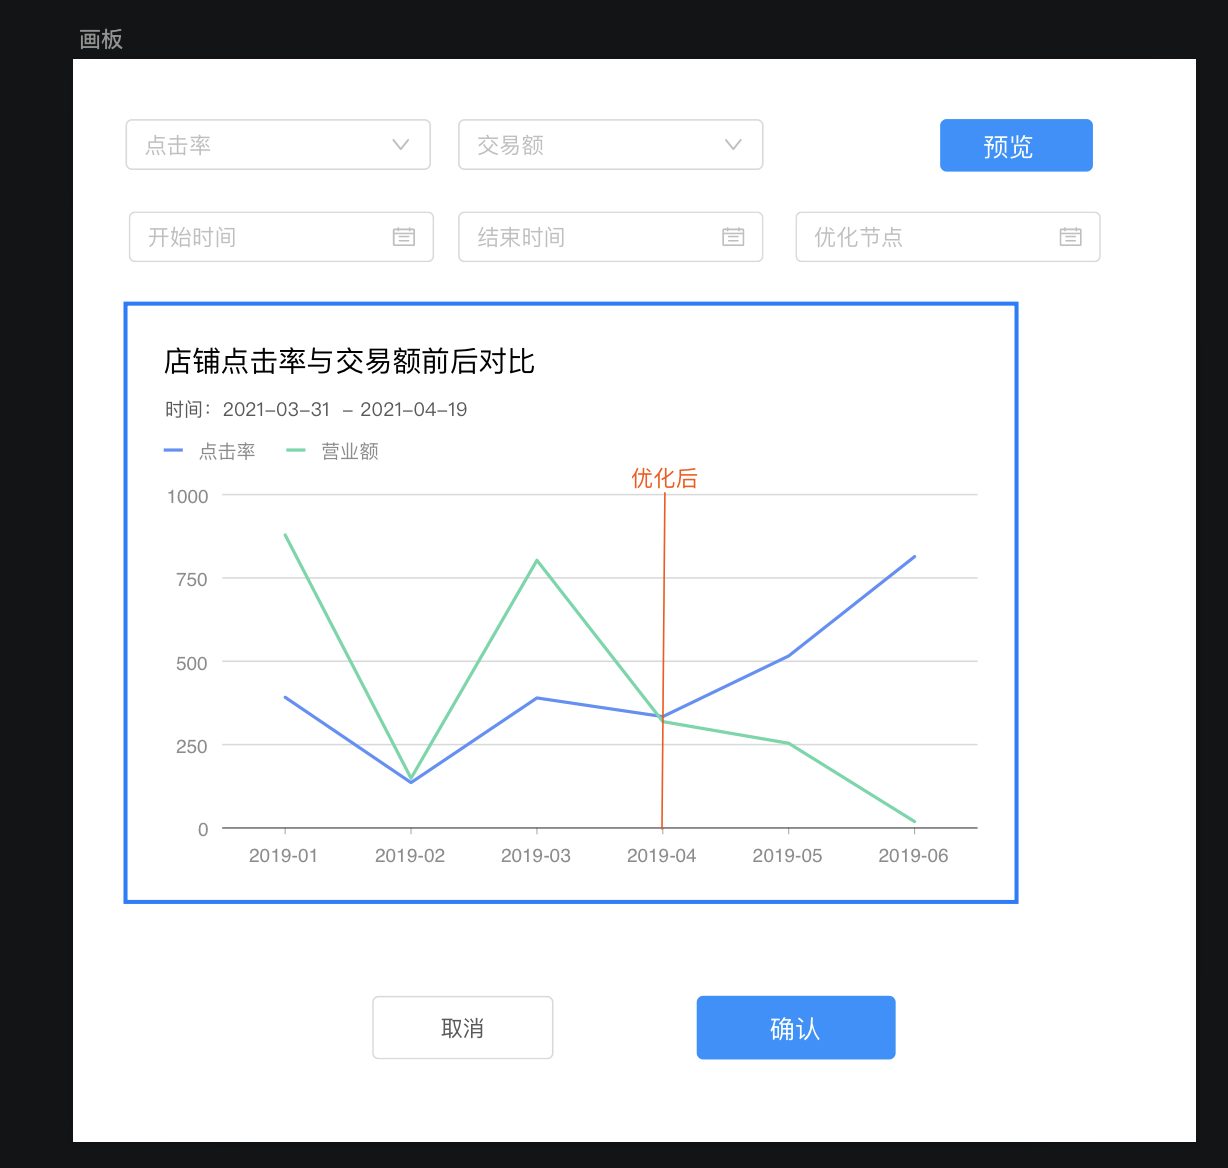 画板
点击率 交易额 预览
开始时间 结束时间 优化节点
店铺点击率与交易额前后对比
时间：2021-03-31 - 2021-04-19
点击率 营业额
优化后
1000
750
500
250
0
2019-01 2019-02 2019-03 2019-04 2019-05 2019-06
取消 确认